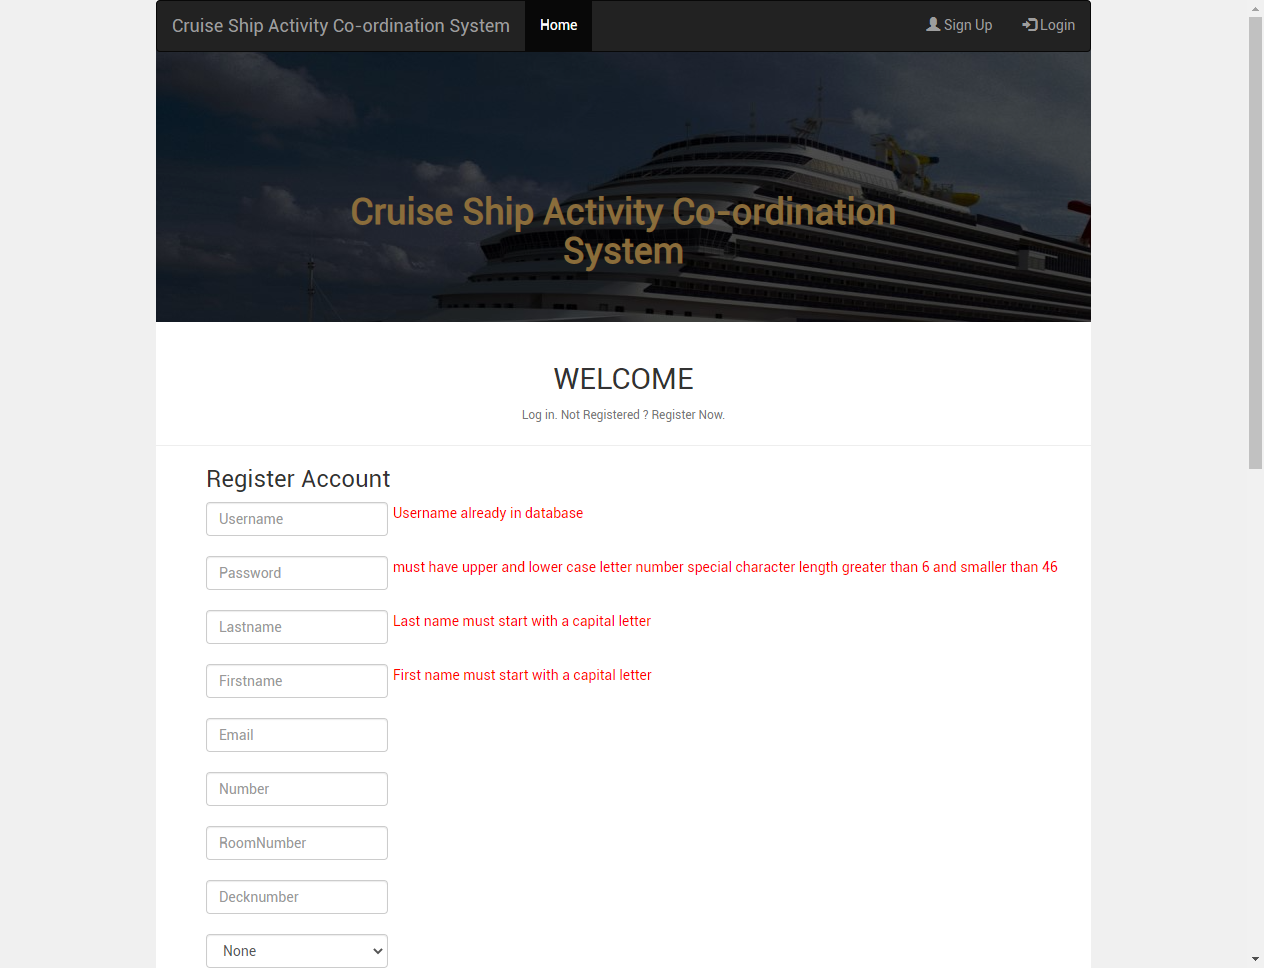 Cruise Ship Activity Co-ordination System Home Sign Up Login
Cruise Ship Activity Co-ordination
System
WELCOME
Log in. Not Registered ? Register Now.
Register Account
Username Username already in database
Password must have upper and lower case letter number special character length greater than 6 and smaller than 46
Lastname Last name must start with a capital letter
Firstname First name must start with a capital letter
Email
Number
RoomNumber
Decknumber
None